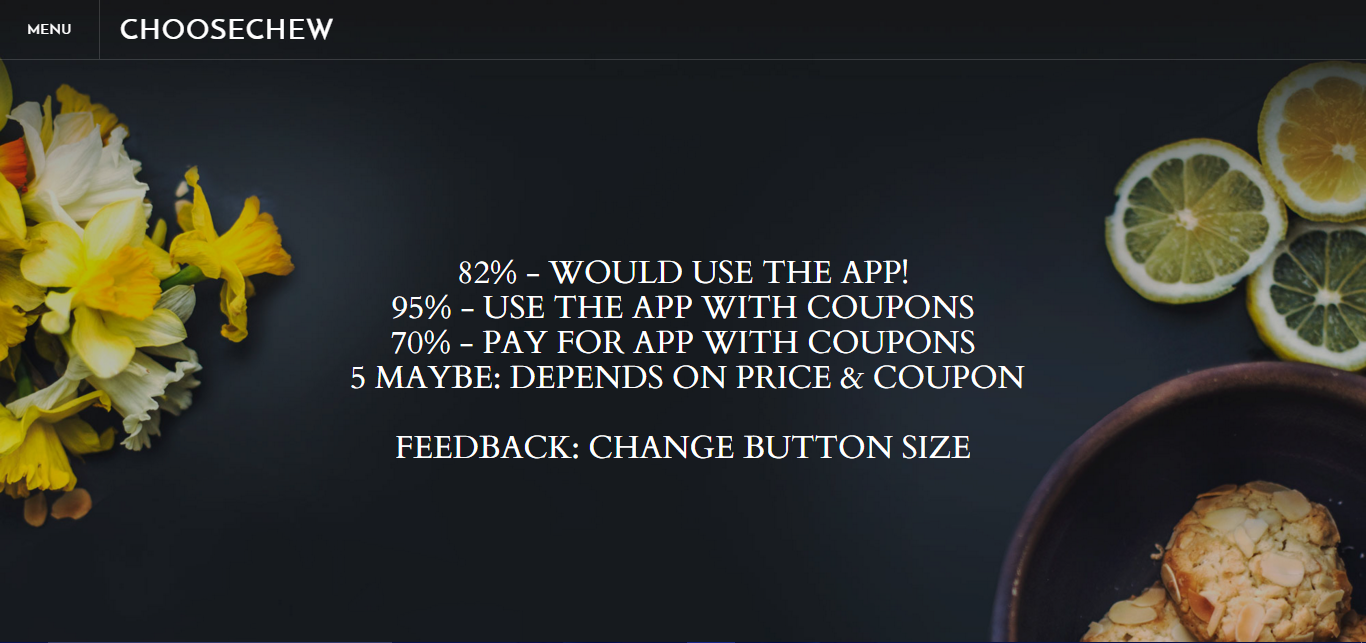 MENU
CHOOSECHEW
82% – WOULD USE THE APP!
95% – USE THE APP WITH COUPONS
70% – PAY FOR APP WITH COUPONS
5 MAYBE: DEPENDS ON PRICE & COUPON
FEEDBACK: CHANGE BUTTON SIZE